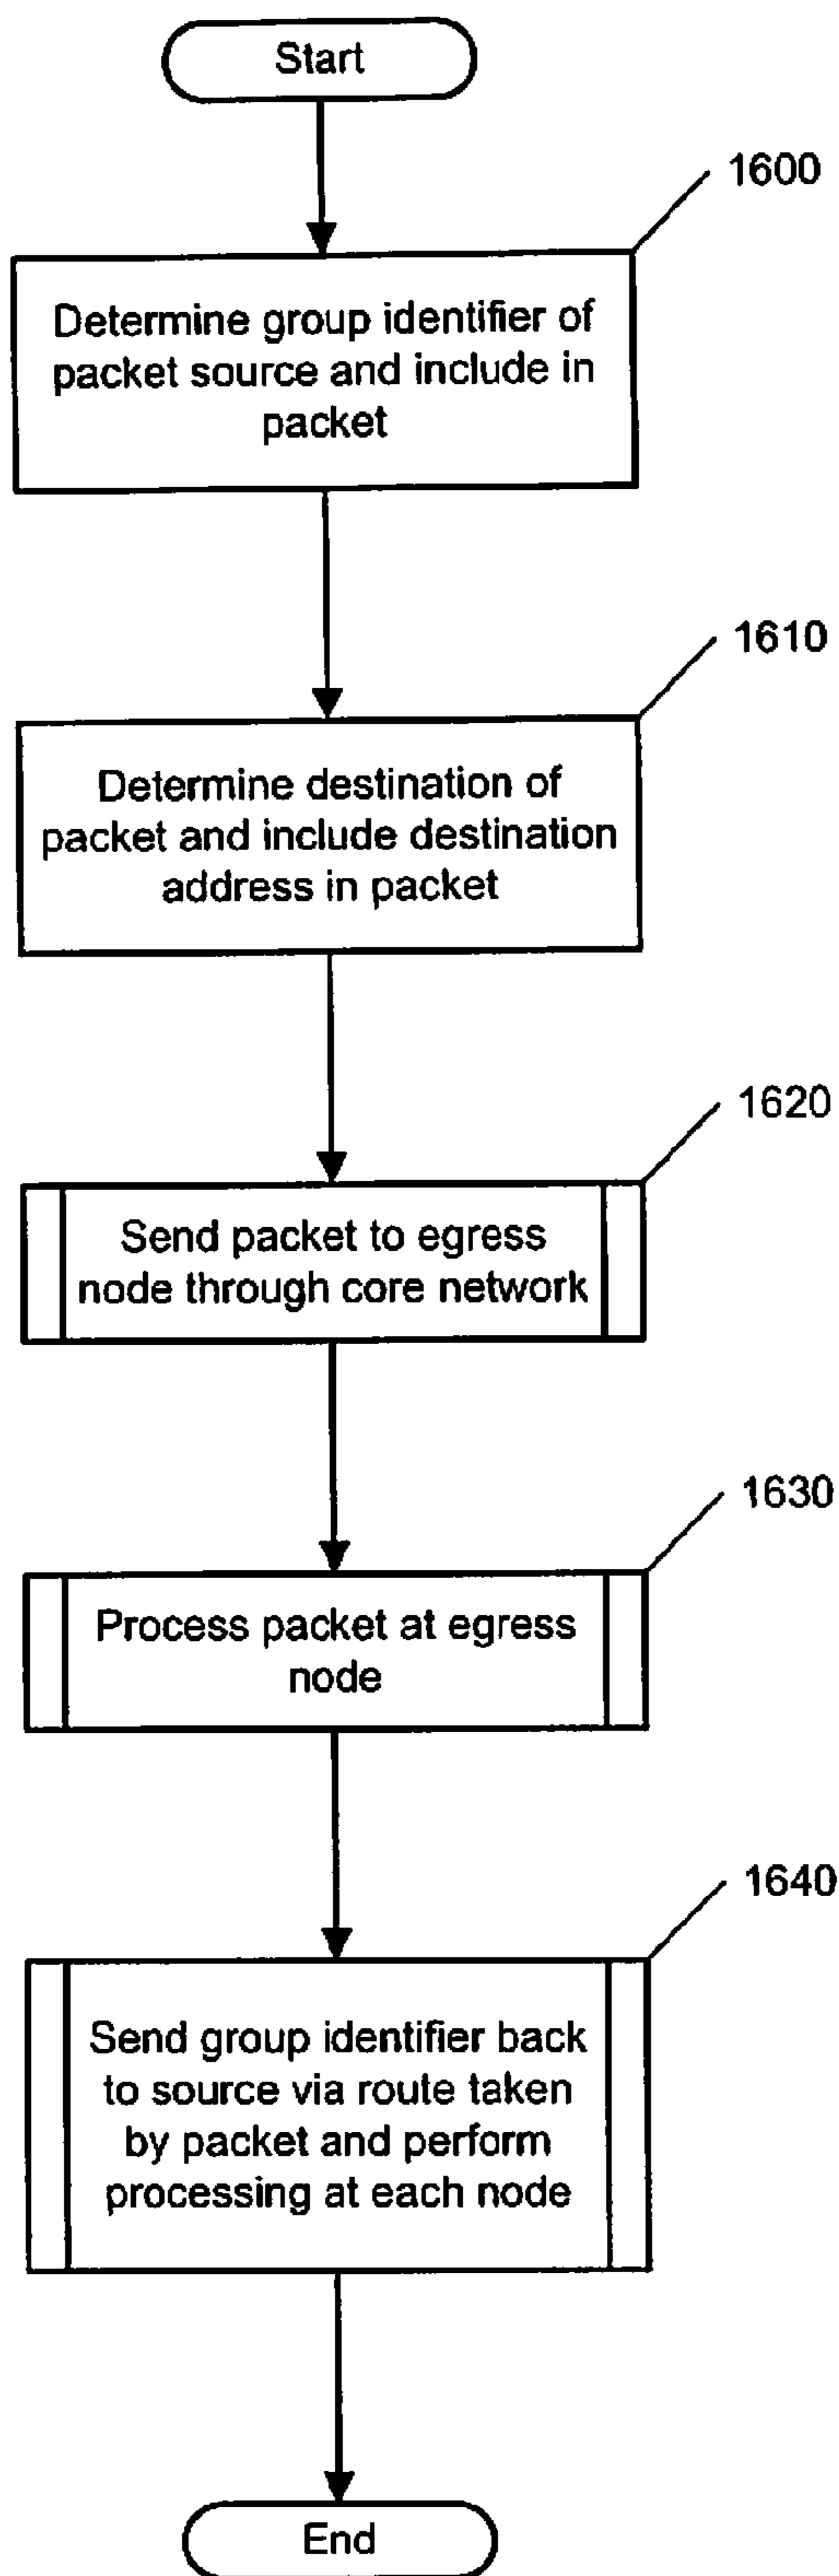 Start
1600
Determine group identifier of
packet source and include in
packet
1610
Determine destination of
packet and include destination
address in packet
1620
Send packet to egress
node through core network
1630
Process packet at egress
node
1640
Send group identifier back
to source via route taken
by packet and perform
processing at each node
End